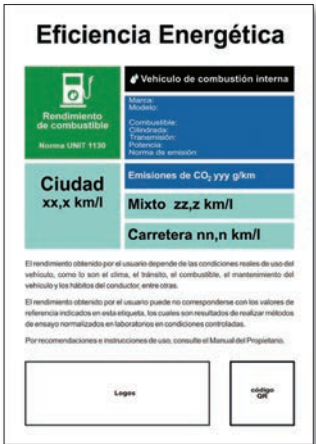 Eficiencia Energética
Rendimiento
de combustible
Norma UNIT 1130
Vehículo de combustión interna
Marca:
Modelo:
Combustible:
Cilindrada:
Transmisión:
Potencia:
Norma de emisión:
Ciudad
xx,x km/l
Emisiones de CO₂ yyy g/km
Mixto zz,z km/l
Carretera nn,n km/l
El rendimiento obtenido por el usuario depende de las condiciones reales de uso del
vehículo, como lo son el clima, el tránsito, el combustible, el mantenimiento del
vehículo y los hábitos del conductor, entre otras.
El rendimiento obtenido por el usuario puede no corresponderse con los valores de
referencia indicados en esta etiqueta, los cuales son resultados de realizar métodos
de ensayo normalizados en laboratorios en condiciones controladas.
Por recomendaciones e instrucciones de uso, consulte el Manual del Propietario.
Logos
código
QR